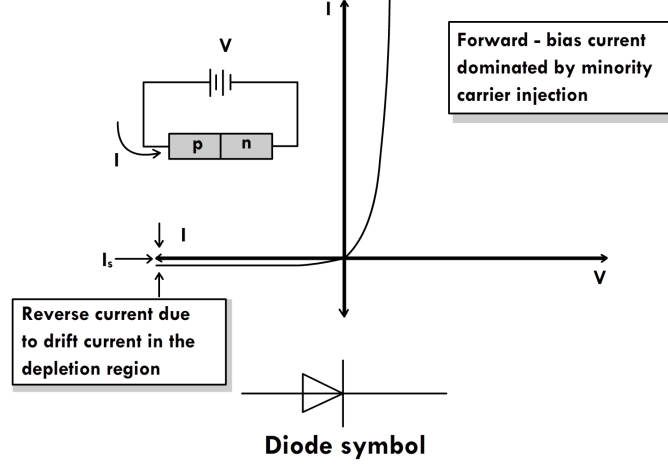 I
V
Forward - bias current
dominated by minority
carrier injection
p n
I
I
Is
V
Reverse current due
to drift current in the
depletion region
Diode symbol